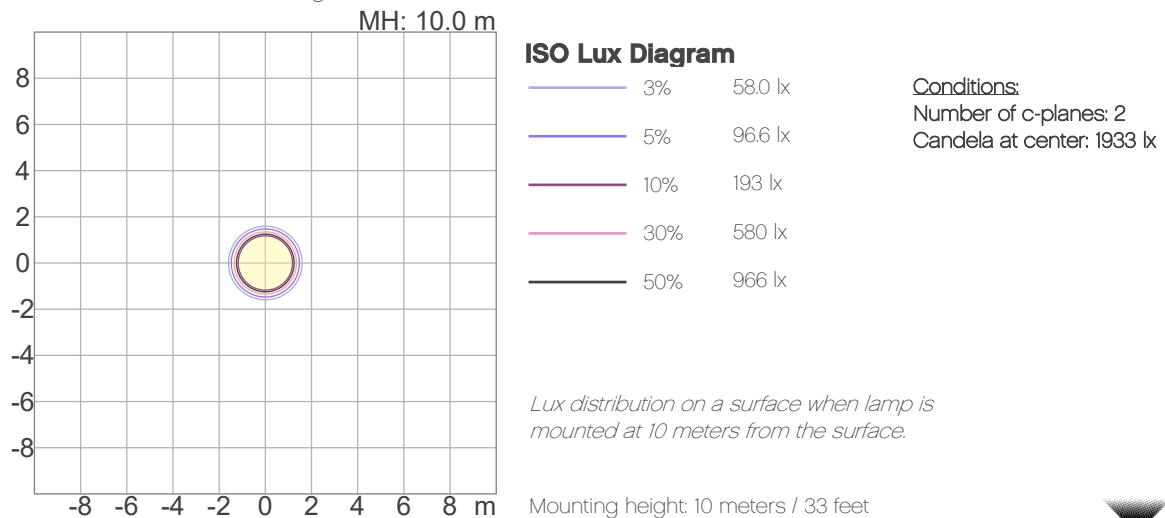 MH: 10.0 m
8
6
4
2
0
-2
-4
-6
-8
-8 -6 -4 -2 0 2 4 6 8 m
ISO Lux Diagram
3% 58.0 lx
5% 96.6 lx
10% 193 lx
30% 580 lx
50% 966 lx
Conditions:
Number of c-planes: 2
Candela at center: 1933 lx
Lux distribution on a surface when lamp is
mounted at 10 meters from the surface.
Mounting height: 10 meters / 33 feet